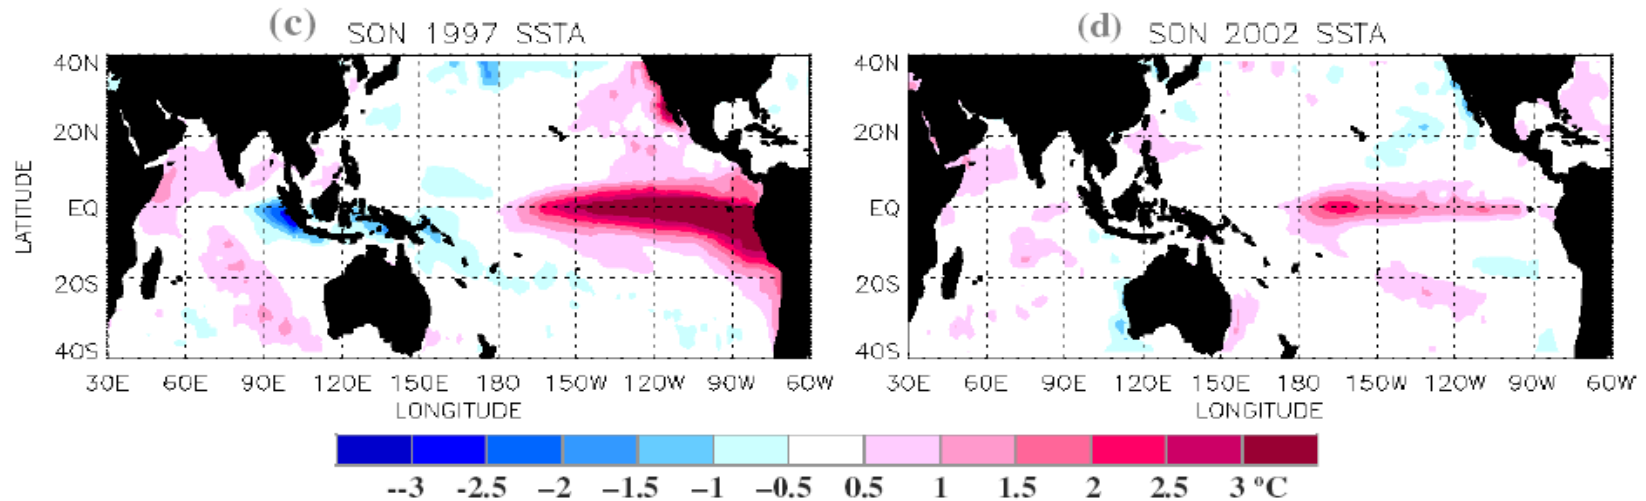 (c) SON 1997 SSTA
(d) SON 2002 SSTA
LATITUDE
40N
20N
EQ
20S
40S
30E 60E 90E 120E 150E 180 150W 120W 90W 60W
LONGITUDE
40N
20N
EQ
20S
40S
30E 60E 90E 120E 150E 180 150W 120W 90W 60W
LONGITUDE
--3 -2.5 −2 −1.5 −1 −0.5 0.5 1 1.5 2 2.5 3 ºC